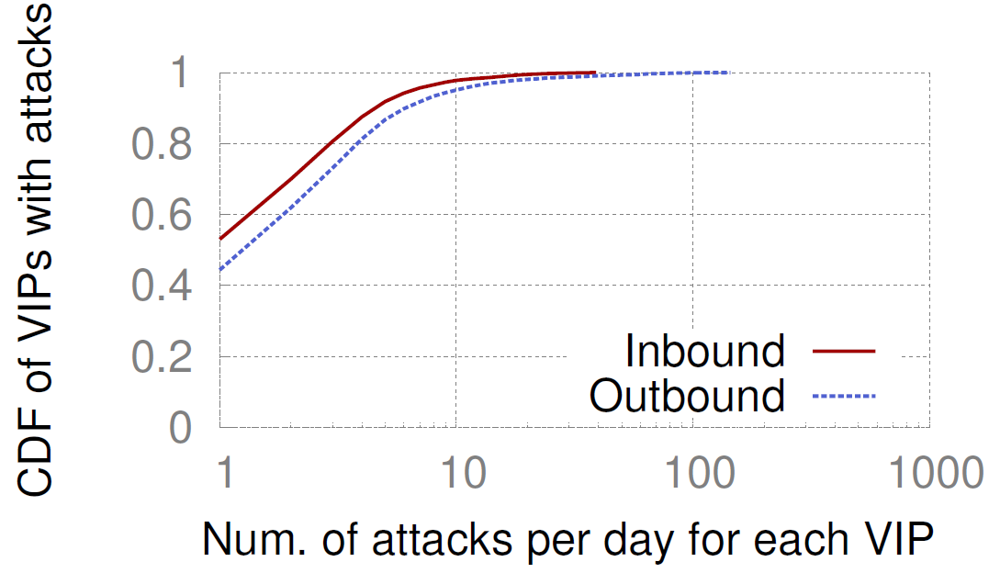 CDF of VIPs with attacks
1
0.8
0.6
0.4
0.2
0
Inbound
Outbound
1 10 100 1000
Num. of attacks per day for each VIP